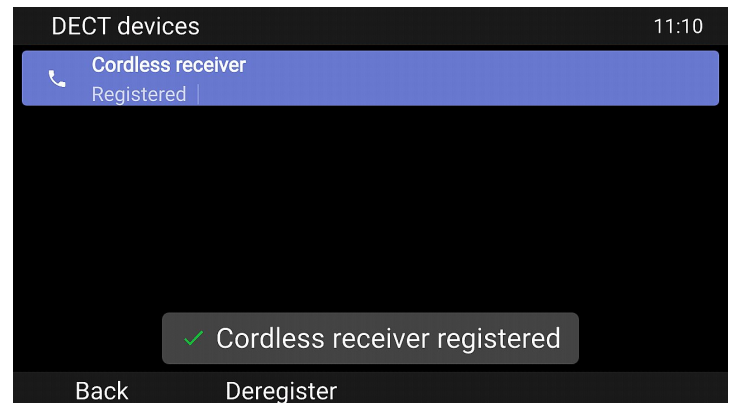 DECT devices 11:10
Cordless receiver
Registered
Cordless receiver registered
Back Deregister